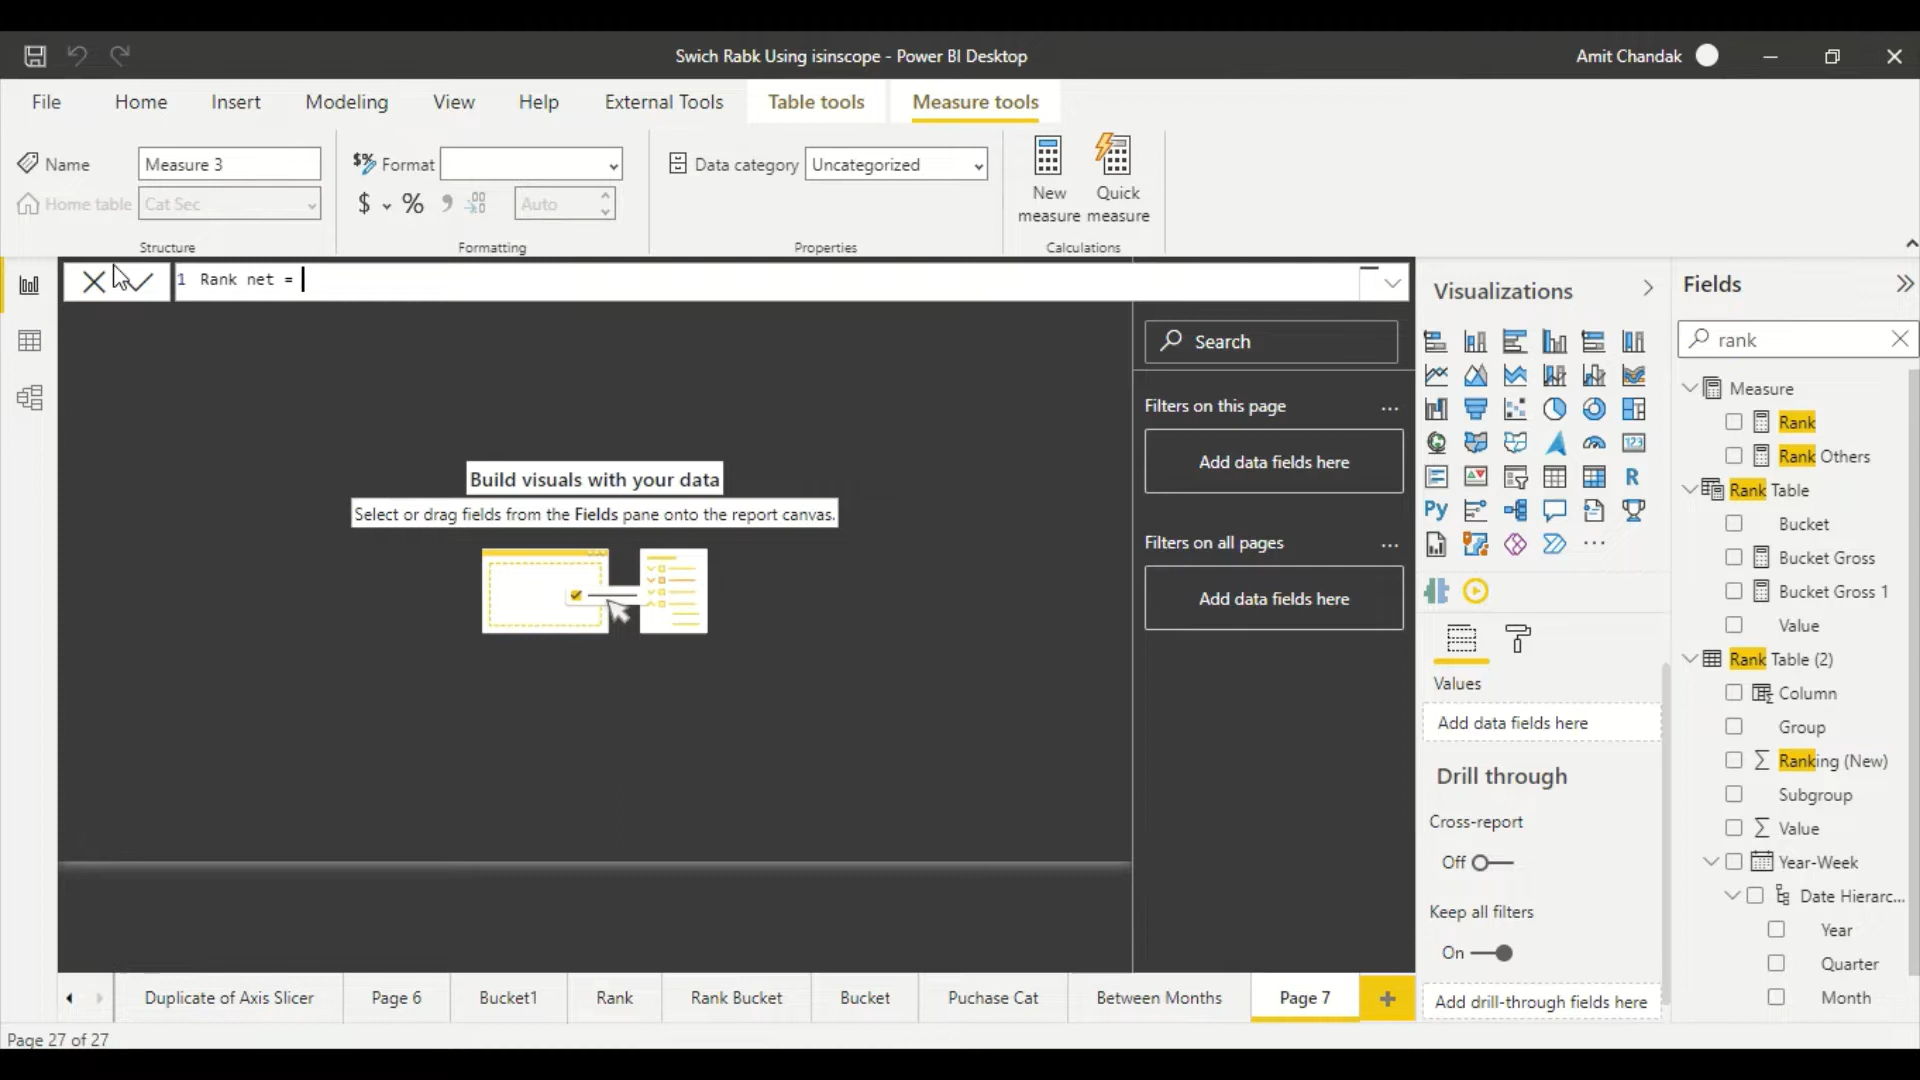 Swich Rabk Using isinscope - Power BI Desktop
Amit Chandak
File Home Insert Modeling View Help External Tools Table tools Measure tools
Name Measure 3
Home table Cat Sec
Structure
$% Format
$ % 9 .00 Auto
Formatting
Data category Uncategorized
Properties
New measure
Quick measure
Calculations
1 Rank net =
Build visuals with your data
Select or drag fields from the Fields pane onto the report canvas.
Search
Filters on this page ...
Add data fields here
Filters on all pages ...
Add data fields here
Visualizations
123
R
Py
...
Values
Add data fields here
Drill through
Cross-report
Off
Keep all filters
On
Add drill-through fields here
Fields
rank
Measure
Rank
Rank Others
Rank Table
Bucket
Bucket Gross
Bucket Gross 1
Value
Rank Table (2)
Column
Group
Ranking (New)
Subgroup
Value
Year-Week
Date Hierarc...
Year
Quarter
Month
Duplicate of Axis Slicer Page 6 Bucket1 Rank Rank Bucket Bucket Puchase Cat Between Months Page 7 +
Page 27 of 27